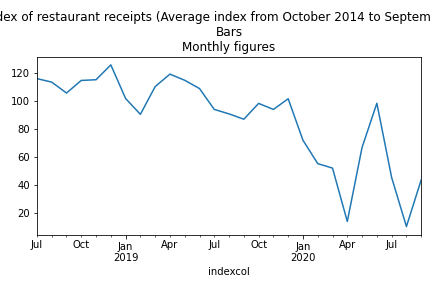 dex of restaurant receipts (Average index from October 2014 to Septem
Bars
Monthly figures
120
100
80
60
40
20
Jul
Oct
Jan
2019
Apr
Jul
Oct
Jan
2020
Apr
Jul
indexcol